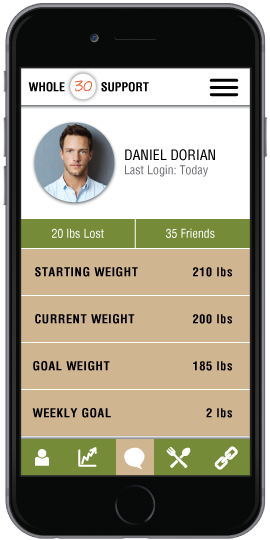 WHOLE 30 SUPPORT
DANIEL DORIAN
Last Login: Today
20 lbs Lost 35 Friends
STARTING WEIGHT 210 lbs
CURRENT WEIGHT 200 lbs
GOAL WEIGHT 185 lbs
WEEKLY GOAL 2 lbs